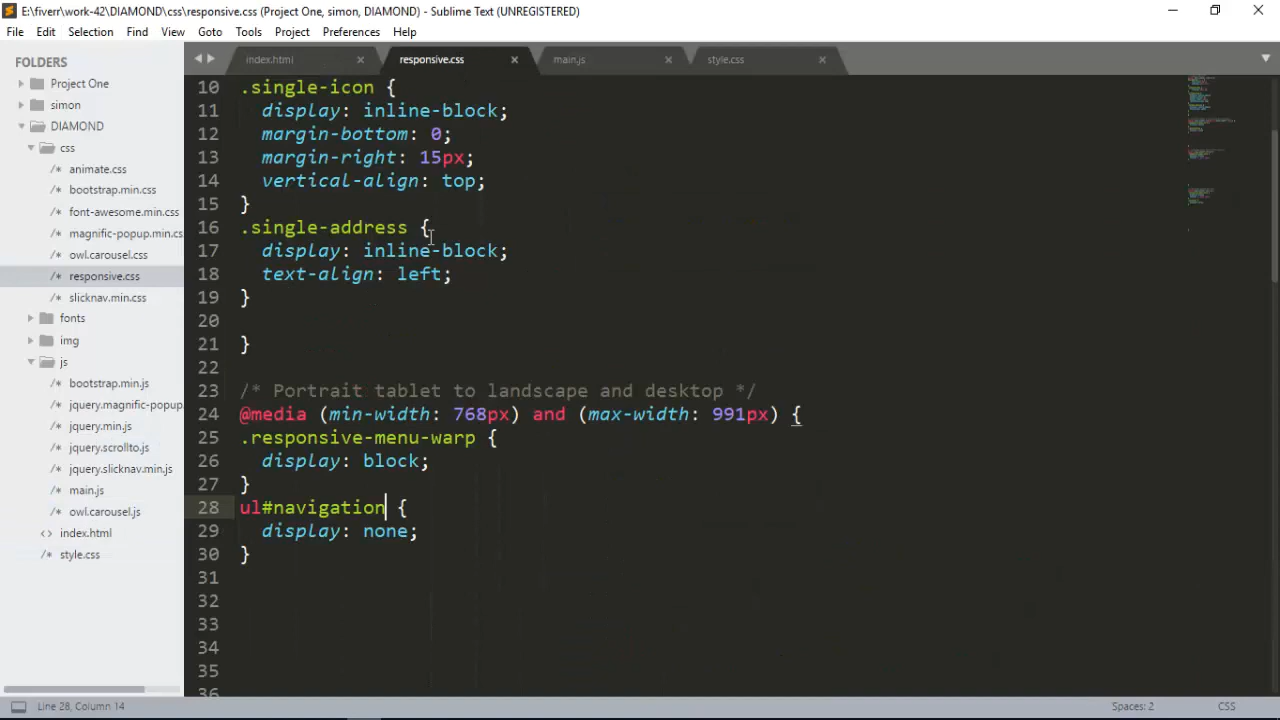 E:\fiverr\work-42\DIAMOND\css\responsive.css (Project One, simon, DIAMOND) - Sublime Text (UNREGISTERED)
File Edit Selection Find View Goto Tools Project Preferences Help
FOLDERS
Project One
simon
DIAMOND
css
/* animate.css
/* bootstrap.min.css
/* font-awesome.min.css
/* magnific-popup.min.cs
/* owl.carousel.css
/* responsive.css
/* slicknav.min.css
fonts
img
js
/* bootstrap.min.js
/* jquery.magnific-popup.
/* jquery.min.js
/* jquery.scrollto.js
/* jquery.slicknav.min.js
/* main.js
/* owl.carousel.js
<> index.html
/* style.css
index.html responsive.css main.js style.css
10 .single-icon {
11 display: inline-block;
12 margin-bottom: 0;
13 margin-right: 15px;
14 vertical-align: top;
15 }
16 .single-address {
17 display: inline-block;
18 text-align: left;
19 }
20
21 }
22
23 /* Portrait tablet to landscape and desktop */
24 @media (min-width: 768px) and (max-width: 991px) {
25 .responsive-menu-warp {
26 display: block;
27 }
28 ul#navigation {
29 display: none;
30 }
31
32
33
34
35
36
Line 28, Column 14
Spaces: 2
CSS